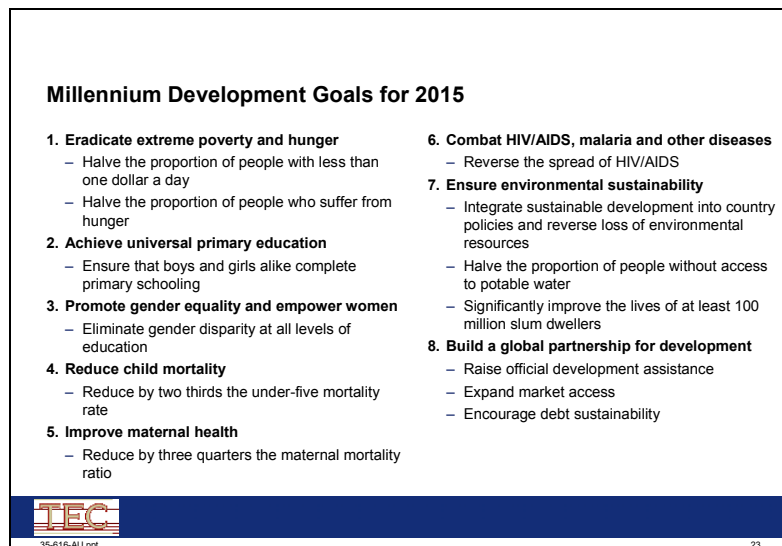 Millennium Development Goals for 2015
1. Eradicate extreme poverty and hunger
– Halve the proportion of people with less than
one dollar a day
– Halve the proportion of people who suffer from
hunger
2. Achieve universal primary education
– Ensure that boys and girls alike complete
primary schooling
3. Promote gender equality and empower women
– Eliminate gender disparity at all levels of
education
4. Reduce child mortality
– Reduce by two thirds the under-five mortality
rate
5. Improve maternal health
– Reduce by three quarters the maternal mortality
ratio
6. Combat HIV/AIDS, malaria and other diseases
– Reverse the spread of HIV/AIDS
7. Ensure environmental sustainability
– Integrate sustainable development into country
policies and reverse loss of environmental
resources
– Halve the proportion of people without access
to potable water
– Significantly improve the lives of at least 100
million slum dwellers
8. Build a global partnership for development
– Raise official development assistance
– Expand market access
– Encourage debt sustainability
TEC
35-616-AU.ppt
23